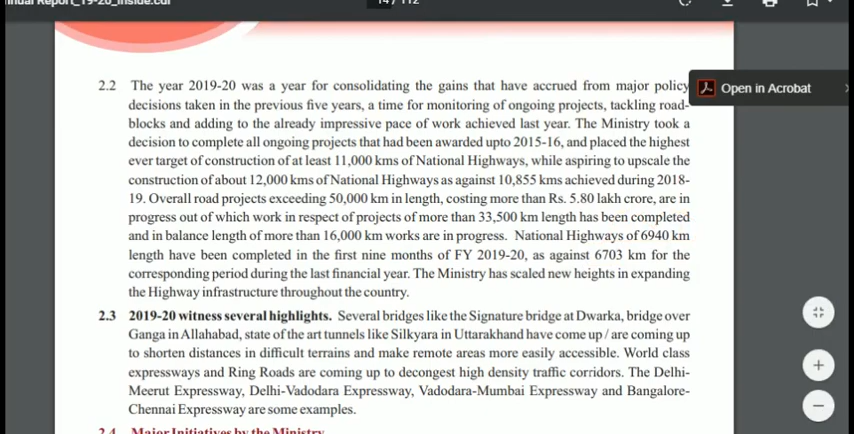 14 / 112
2.2 The year 2019-20 was a year for consolidating the gains that have accrued from major policy
decisions taken in the previous five years, a time for monitoring of ongoing projects, tackling road-
blocks and adding to the already impressive pace of work achieved last year. The Ministry took a
decision to complete all ongoing projects that had been awarded upto 2015-16, and placed the highest
ever target of construction of at least 11,000 kms of National Highways, while aspiring to upscale the
construction of about 12,000 kms of National Highways as against 10,855 kms achieved during 2018-
19. Overall road projects exceeding 50,000 km in length, costing more than Rs. 5.80 lakh crore, are in
progress out of which work in respect of projects of more than 33,500 km length has been completed
and in balance length of more than 16,000 km works are in progress. National Highways of 6940 km
length have been completed in the first nine months of FY 2019-20, as against 6703 km for the
corresponding period during the last financial year. The Ministry has scaled new heights in expanding
the Highway infrastructure throughout the country.
Open in Acrobat
2.3 2019-20 witness several highlights. Several bridges like the Signature bridge at Dwarka, bridge over
Ganga in Allahabad, state of the art tunnels like Silkyara in Uttarakhand have come up / are coming up
to shorten distances in difficult terrains and make remote areas more easily accessible. World class
expressways and Ring Roads are coming up to decongest high density traffic corridors. The Delhi-
Meerut Expressway, Delhi-Vadodara Expressway, Vadodara-Mumbai Expressway and Bangalore-
Chennai Expressway are some examples.
2.4 Major Initiatives by the Ministry